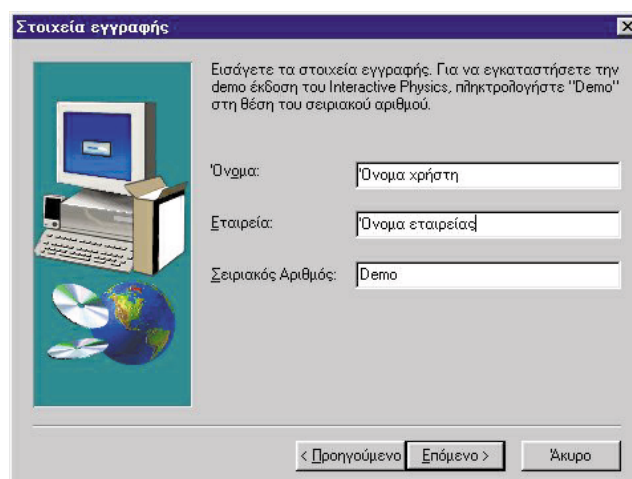 Στοιχεία εγγραφής
Εισάγετε τα στοιχεία εγγραφής. Για να εγκαταστήσετε την
demo έκδοση του Interactive Physics, πληκτρολογήστε "Demo"
στη θέση του σειριακού αριθμού.
Όνομα: Όνομα χρήστη
Εταιρεία: Όνομα εταιρείας
Σειριακός Αριθμός: Demo
< Προηγούμενο Επόμενο > Άκυρο